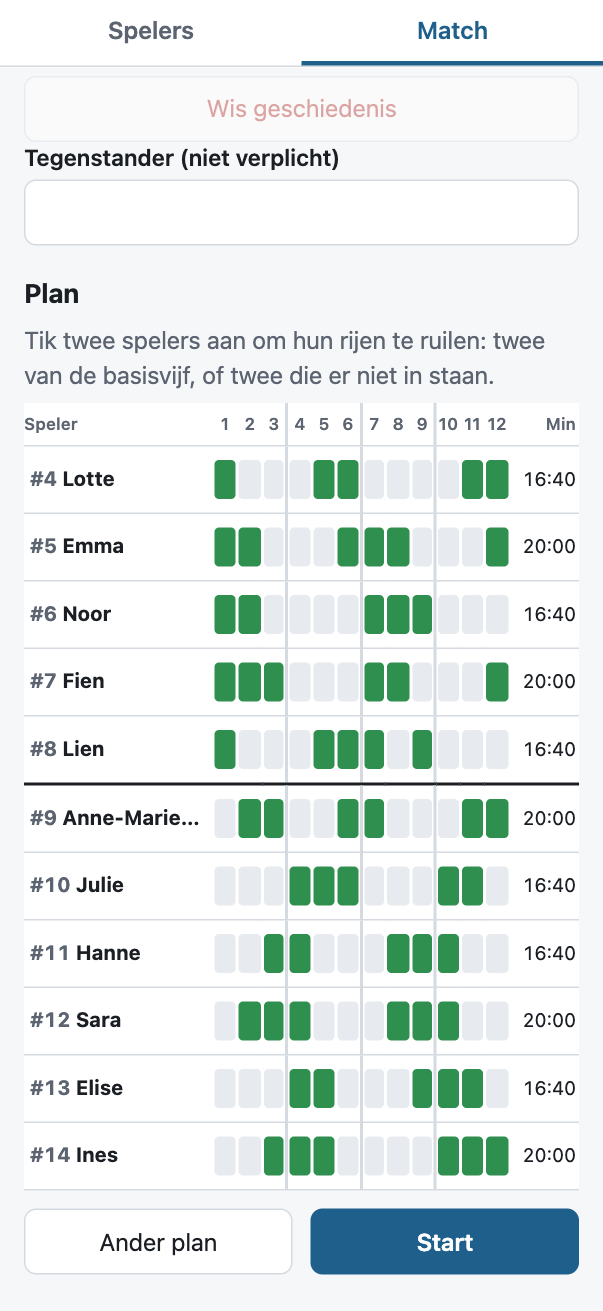 Spelers Match
Wis geschiedenis
Tegenstander (niet verplicht)
Plan
Tik twee spelers aan om hun rijen te ruilen: twee
van de basisvijf, of twee die er niet in staan.
Speler 1 2 3 4 5 6 7 8 9 10 11 12 Min
#4 Lotte 16:40
#5 Emma 20:00
#6 Noor 16:40
#7 Fien 20:00
#8 Lien 16:40
#9 Anne-Marie... 20:00
#10 Julie 16:40
#11 Hanne 16:40
#12 Sara 20:00
#13 Elise 16:40
#14 Ines 20:00
Ander plan Start